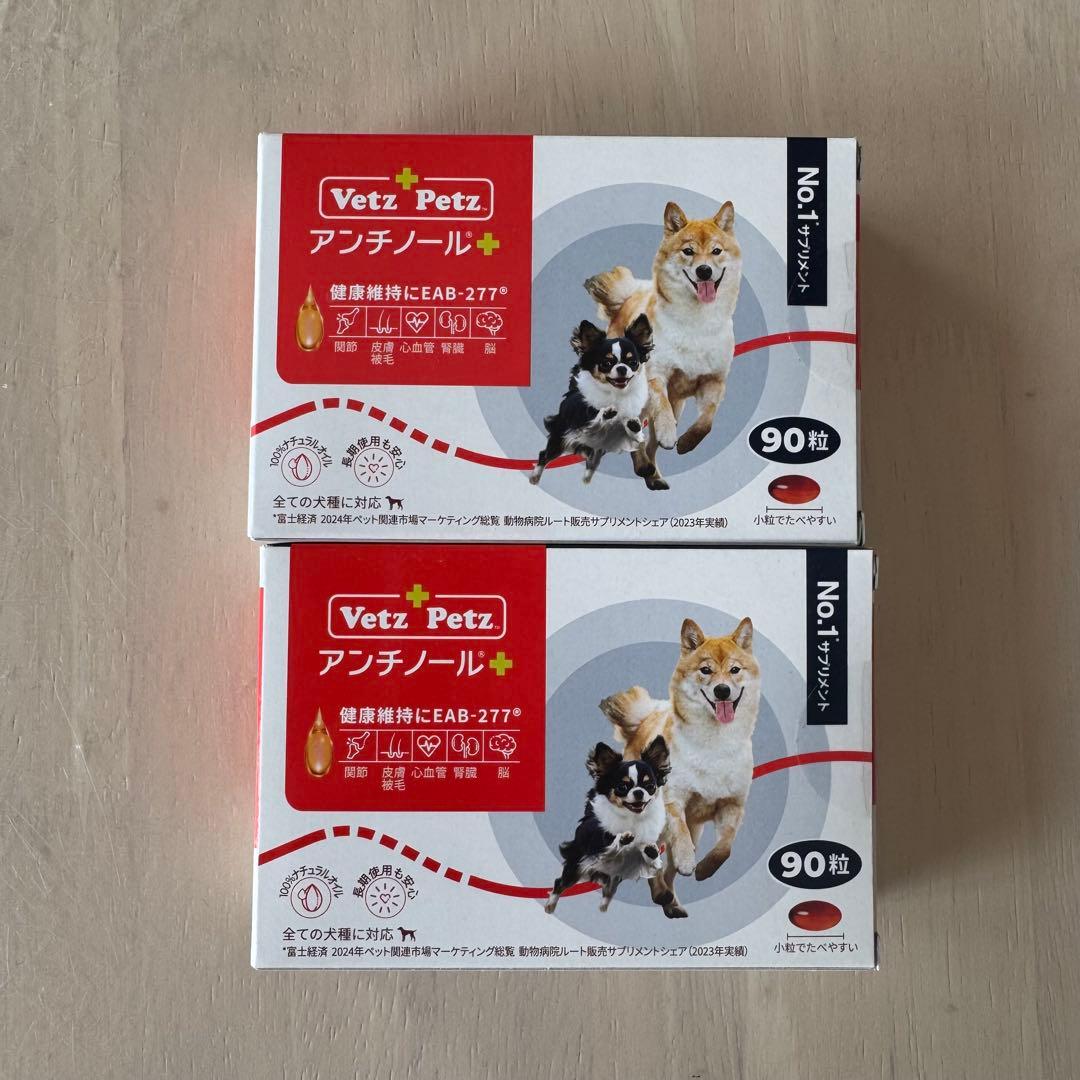 Vetz Petz™
アンチノール®+
健康維持にEAB-277®
関節 皮膚被毛 心血管 腎臓 脳
No.1*サプリメント
90粒
小粒でたべやすい
100%ナチュラルオイル
長期使用も安心
全ての犬種に対応
*富士経済 2024年ペット関連市場マーケティング総覧 動物病院ルート販売サプリメントシェア(2023年実績)
Vetz Petz™
アンチノール®+
健康維持にEAB-277®
関節 皮膚被毛 心血管 腎臓 脳
No.1*サプリメント
90粒
小粒でたべやすい
100%ナチュラルオイル
長期使用も安心
全ての犬種に対応
*富士経済 2024年ペット関連市場マーケティング総覧 動物病院ルート販売サプリメントシェア(2023年実績)